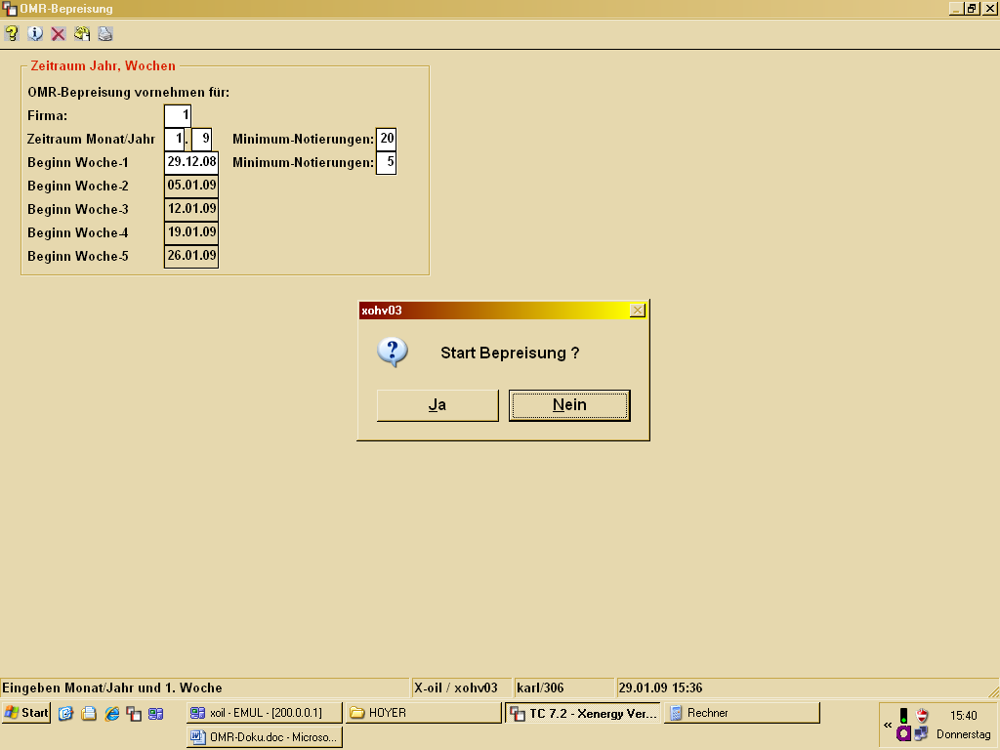 OMR-Bepreisung
Zeitraum Jahr, Wochen
OMR-Bepreisung vornehmen für:
Firma: 1
Zeitraum Monat/Jahr 1. 9 Minimum-Notierungen: 20
Beginn Woche-1 29.12.08 Minimum-Notierungen: 5
Beginn Woche-2 05.01.09
Beginn Woche-3 12.01.09
Beginn Woche-4 19.01.09
Beginn Woche-5 26.01.09
xohv03
Start Bepreisung ?
Ja Nein
Eingeben Monat/Jahr und 1. Woche X-oil / xohv03 karl/306 29.01.09 15:36
Start xoil - EMUL - [200.0.0.1] HOYER TC 7.2 - Xenergy Ver... Rechner « 15:40
OMR-Doku.doc - Microso... Donnerstag